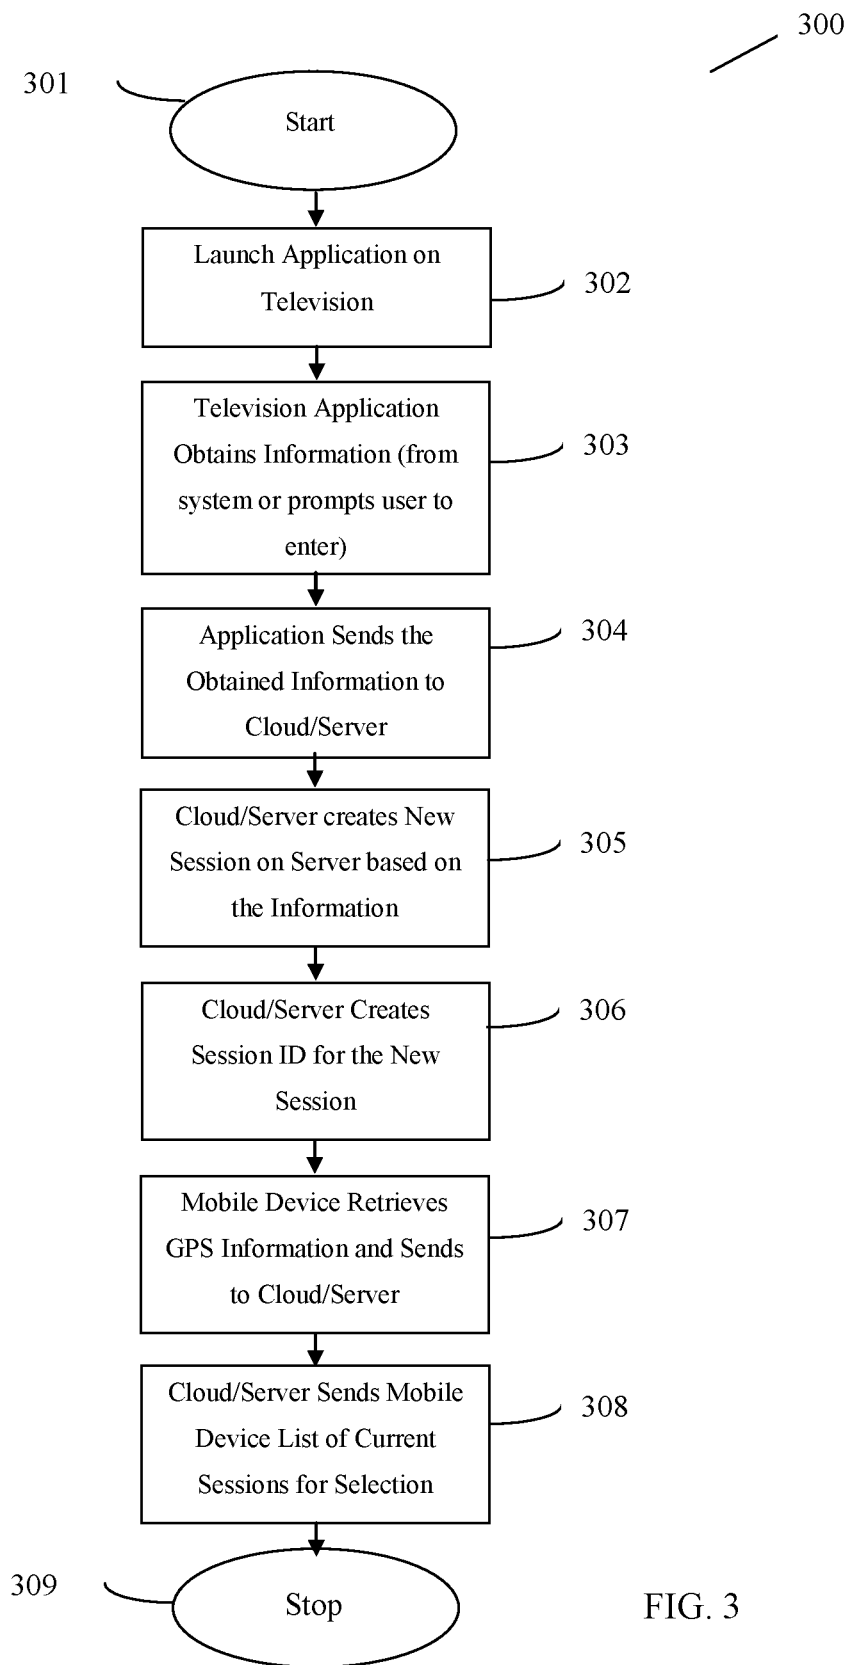 300
301
Start
Launch Application on
Television
302
Television Application
Obtains Information (from
system or prompts user to
enter)
303
Application Sends the
Obtained Information to
Cloud/Server
304
Cloud/Server creates New
Session on Server based on
the Information
305
Cloud/Server Creates
Session ID for the New
Session
306
Mobile Device Retrieves
GPS Information and Sends
to Cloud/Server
307
Cloud/Server Sends Mobile
Device List of Current
Sessions for Selection
308
309
Stop
FIG. 3